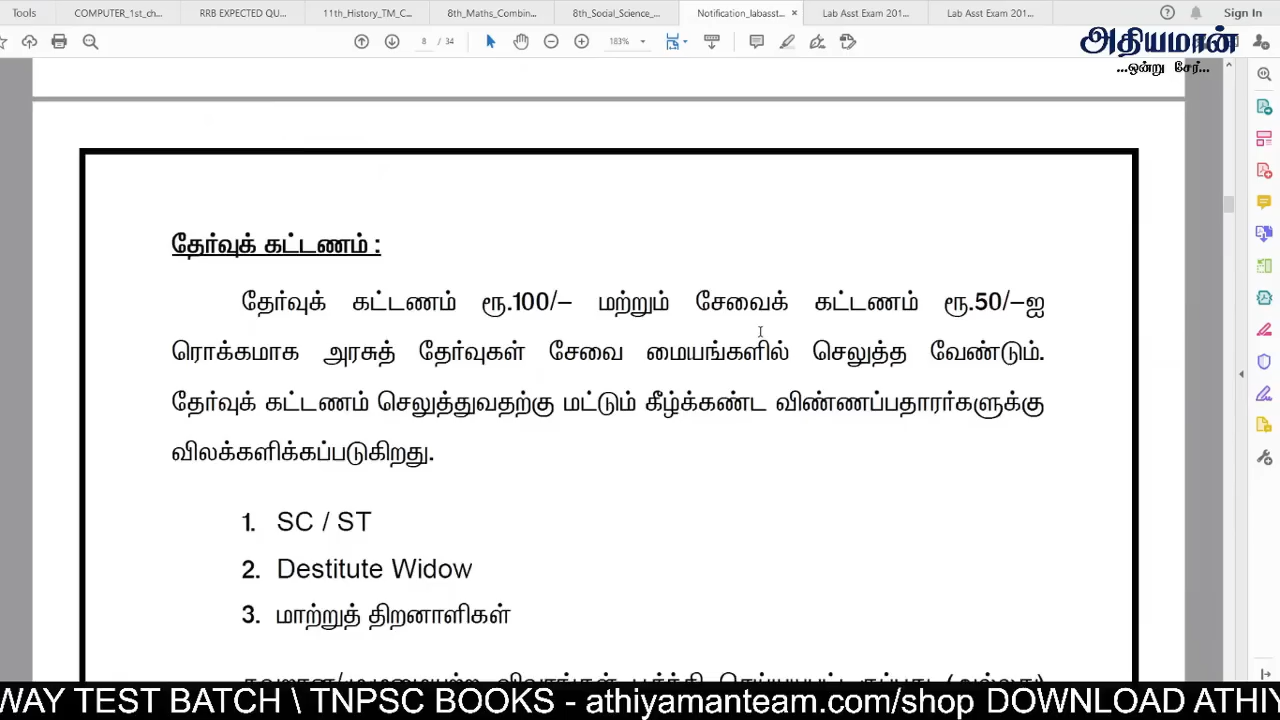 Tools COMPUTER_1st_ch... RRB EXPECTED QU... 11th_History_TM_C... 8th_Maths_Combin... 8th_Social_Science_... Notification_labasst... × Lab Asst Exam 201... Lab Asst Exam 201... Sign In
8 / 34 183%
அதியமான்
...ஒன்று சேர்...
தேர்வுக் கட்டணம் :
தேர்வுக் கட்டணம் ரூ.100/– மற்றும் சேவைக் கட்டணம் ரூ.50/–ஐ
ரொக்கமாக அரசுத் தேர்வுகள் சேவை மையங்களில் செலுத்த வேண்டும்.
தேர்வுக் கட்டணம் செலுத்துவதற்கு மட்டும் கீழ்க்கண்ட விண்ணப்பதாரர்களுக்கு
விலக்களிக்கப்படுகிறது.
1. SC / ST
2. Destitute Widow
3. மாற்றுத் திறனாளிகள்
WAY TEST BATCH \ TNPSC BOOKS - athiyamanteam.com/shop DOWNLOAD ATHIY